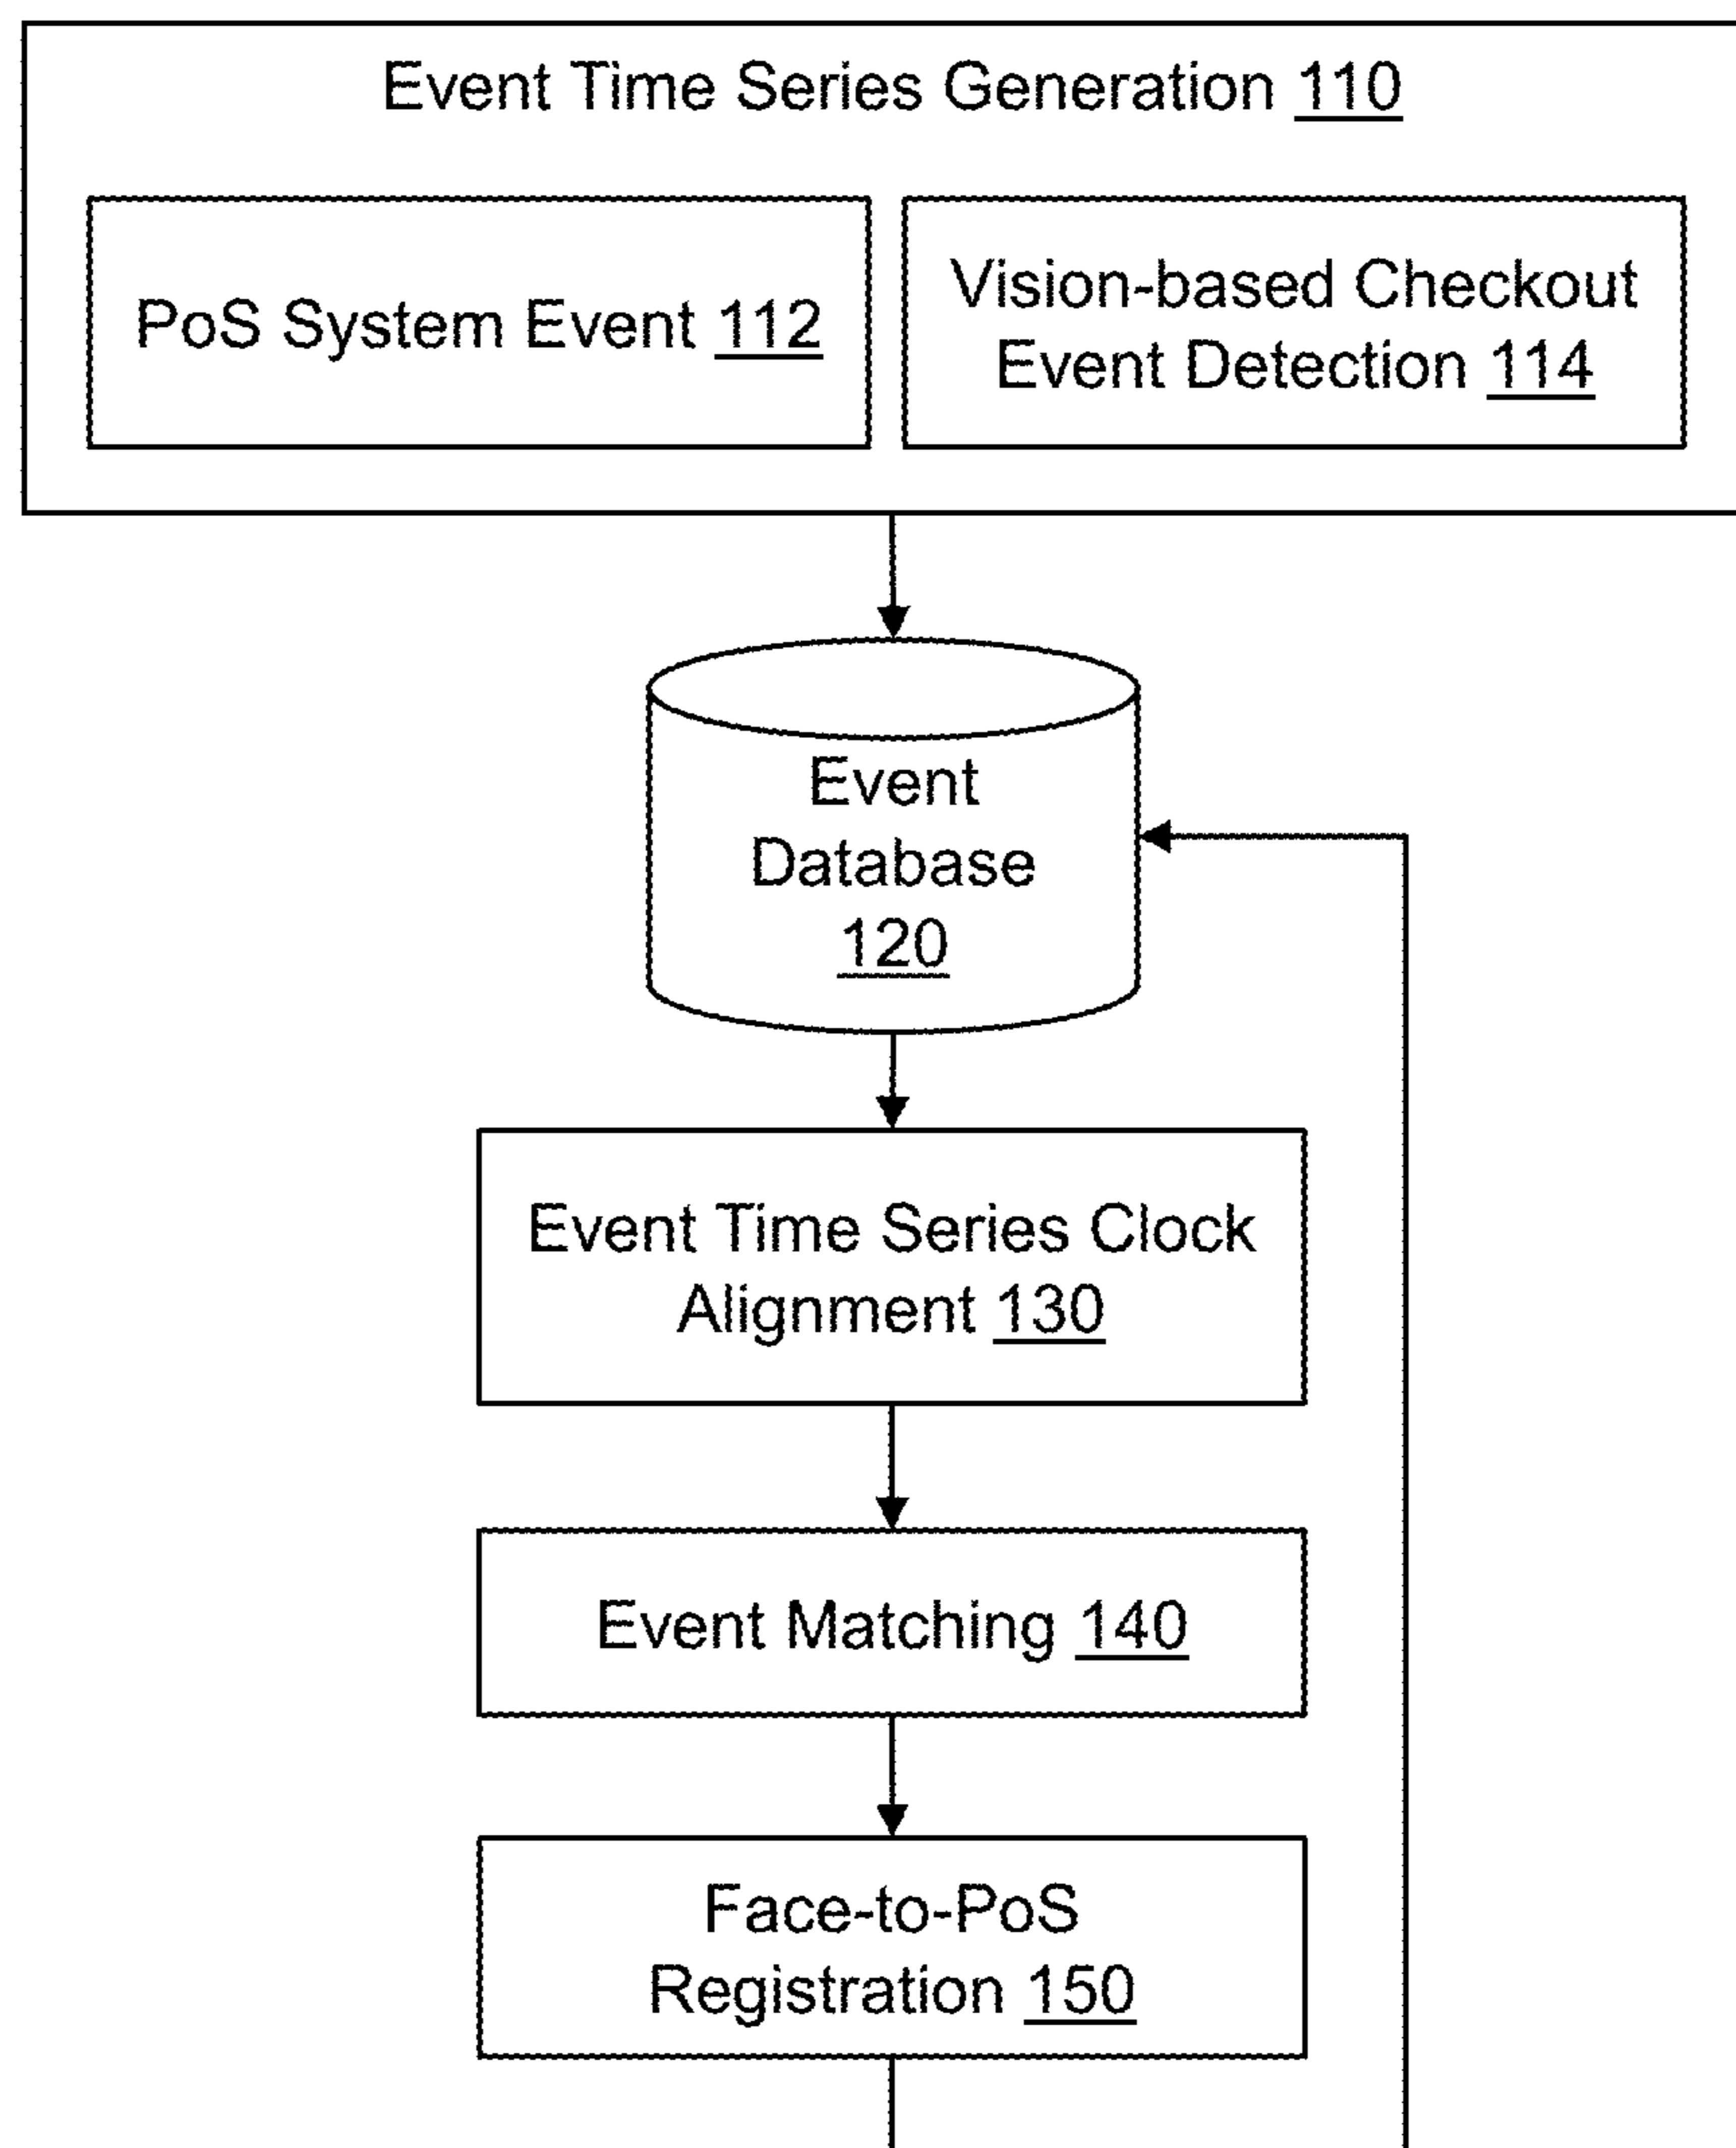 Event Time Series Generation 110
PoS System Event 112
Vision-based Checkout
Event Detection 114
Event
Database
120
Event Time Series Clock
Alignment 130
Event Matching 140
Face-to-PoS
Registration 150